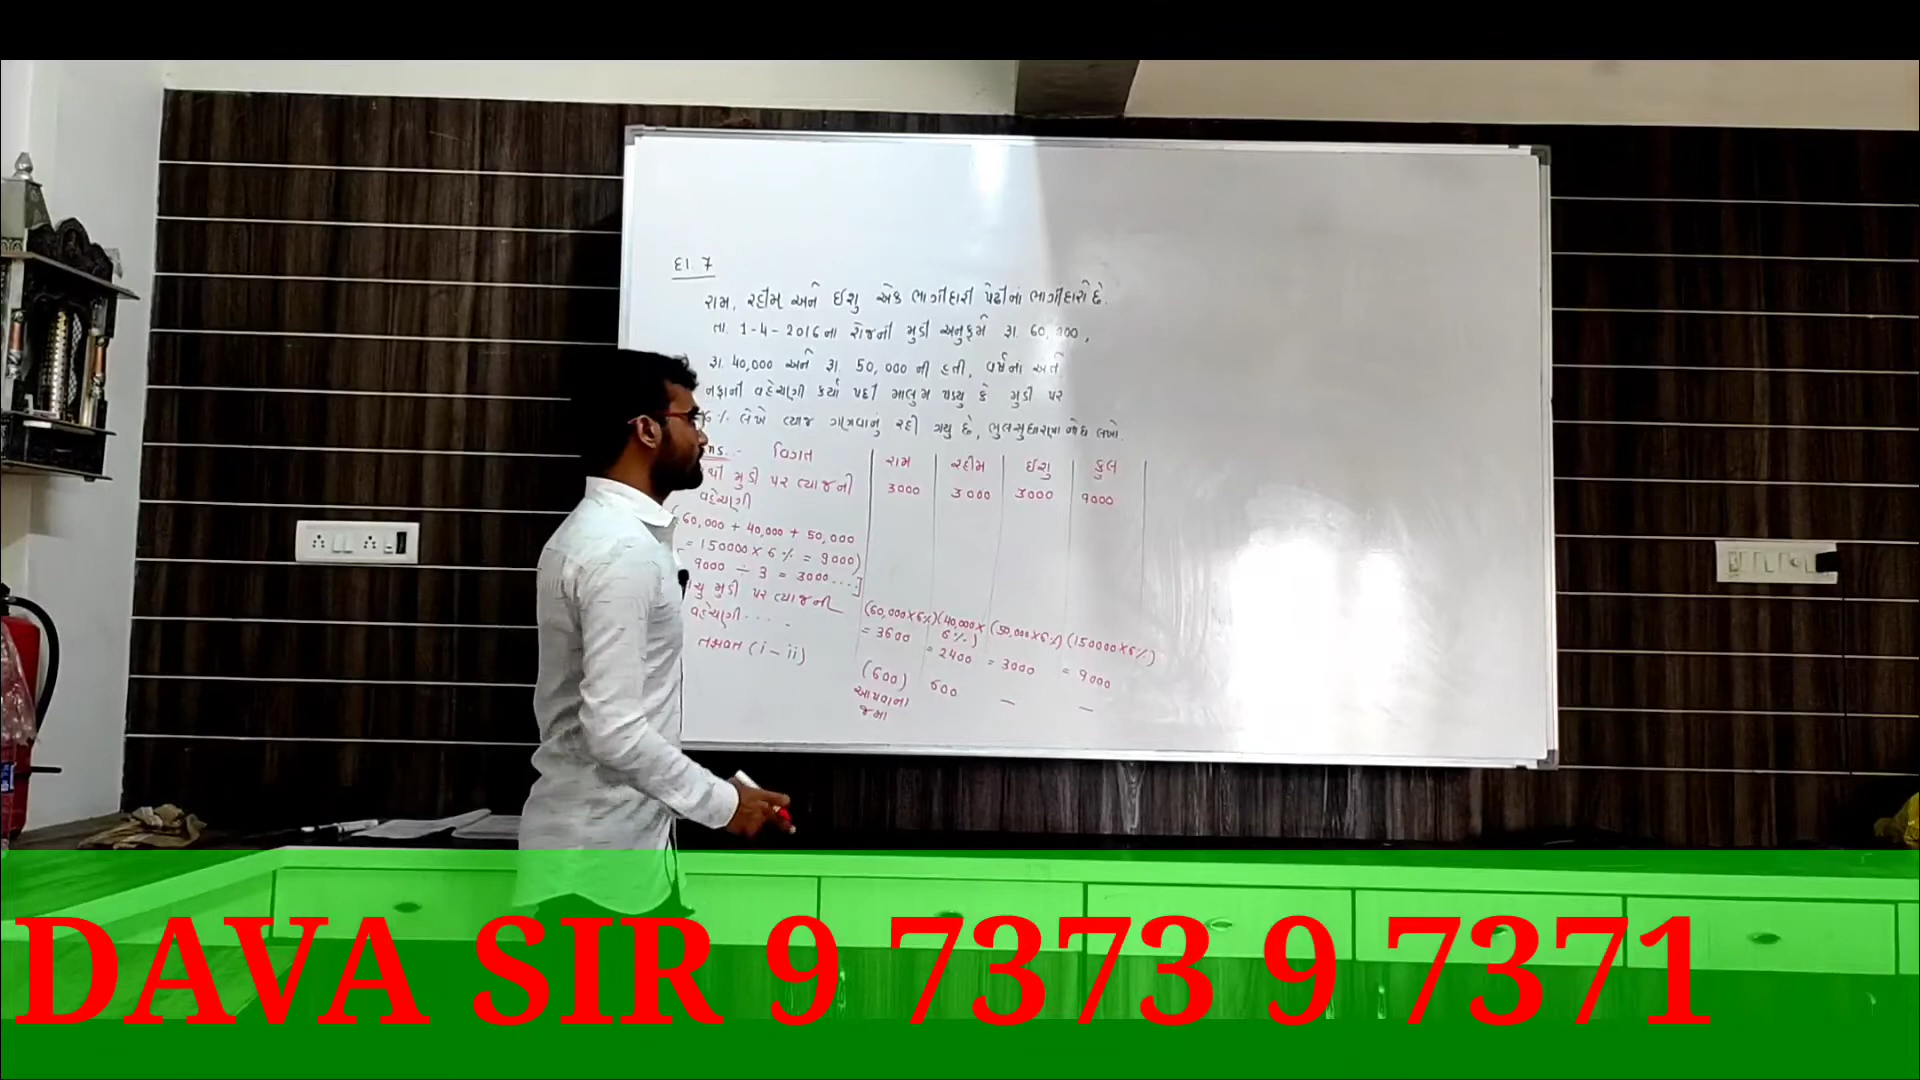 દા. 7
રામ, રહીમ અને ઈશુ એક ભાગીદારી પેઢીનાં ભાગીદારો છે.
તા. 1-4-2016 ના રોજની મુડી અનુક્રમે રૂા. 60,000,
રૂા. 40,000 અને રૂા. 50,000 ની હતી, વર્ષનાં અંતે
નફાની વહેંચણી કર્યા પછી માલુમ પડ્યુ કે મુડી પર
6% લેખે વ્યાજ ગણવાનું રહી ગયુ છે, ભુલસુધારણા નોંધ લખો.
ns. - વિગત રામ રહીમ ઈશુ કુલ
મુડી પર વ્યાજની 3000 3000 3000 9000
વહેંચણી
(60,000 + 40,000 + 50,000
= 150000 × 6% = 9000)
9000 ÷ 3 = 3000....]
મુડી પર વ્યાજની
વહેંચણી.... (60,000×6%) (40,000× 6%) (50,000×6%) (150000×6%)
= 3600 = 2400 = 3000 = 9000
તફાવત (i - ii) (600) 600 — —
આપવાના
જમા
DAVA SIR 9 7373 9 7371